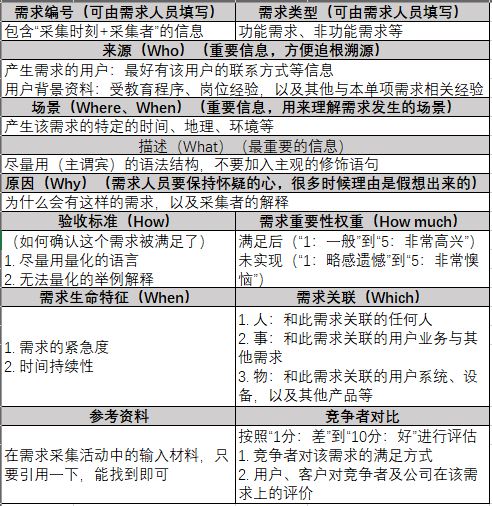 需求编号（可由需求人员填写）
需求类型（可由需求人员填写）
包含“采集时刻+采集者”的信息
功能需求、非功能需求等
来源（Who）（重要信息，方便追根溯源）
产生需求的用户：最好有该用户的联系方式等信息
用户背景资料：受教育程序、岗位经验，以及其他与本单项需求相关经验
场景（Where、When）（重要信息，用来理解需求发生的场景）
产生该需求的特定的时间、地理、环境等
描述（What）（最重要的信息）
尽量用（主谓宾）的语法结构，不要加入主观的修饰语句
原因（Why）（需求人员要保持怀疑的心，很多时候理由是假想出来的）
为什么会有这样的需求，以及采集者的解释
验收标准（How）
需求重要性权重（How much）
（如何确认这个需求被满足了）
1. 尽量用量化的语言
2. 无法量化的举例解释
满足后（“1：一般”到“5：非常高兴”）
未实现（“1：略感遗憾”到“5：非常懊
恼”）
需求生命特征（When）
需求关联（Which）
1. 需求的紧急度
2. 时间持续性
1. 人：和此需求关联的任何人
2. 事：和此需求关联的用户业务与其
他需求
3. 物：和此需求关联的用户系统、设
备，以及其他产品等
参考资料
竞争者对比
在需求采集活动中的输入材料，只
要引用一下，能找到即可
按照“1分：差”到“10分：好”进行评估
1. 竞争者对该需求的满足方式
2. 用户、客户对竞争者及公司在该需
求上的评价